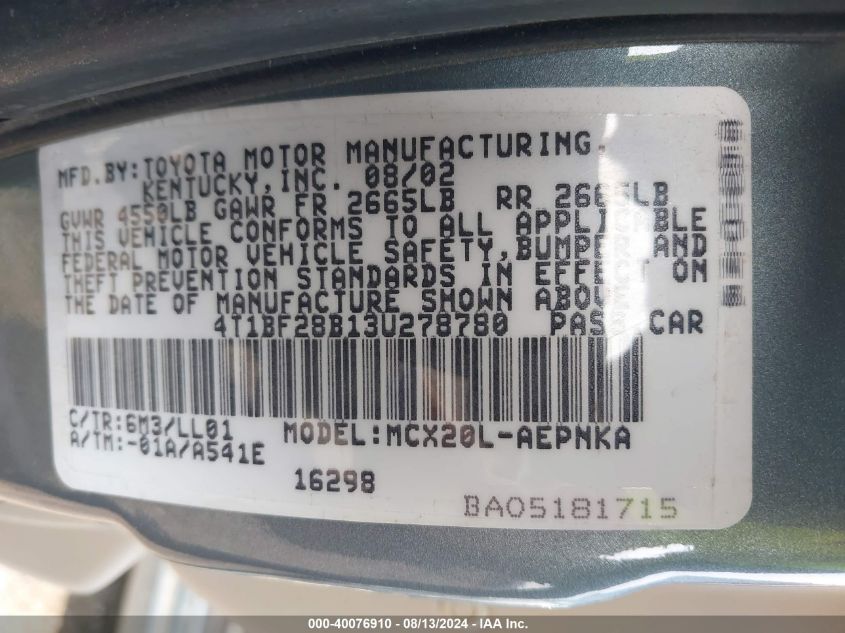 MFD.BY:TOYOTA MOTOR MANUFACTURING.
KENTUCKY,INC. 08/02
GVWR 4550LB GAWR FR 2665LB RR 2665LB
THIS VEHICLE CONFORMS TO ALL APPLICABLE
FEDERAL MOTOR VEHICLE SAFETY,BUMPER AND
THEFT PREVENTION STANDARDS IN EFFECT ON
THE DATE OF MANUFACTURE SHOWN ABOVE.
4T1BF28B13U278780 PASS CAR
C/TR:6M3/LL01 MODEL:MCX20L-AEPNKA
A/TM:-01A/A541E
16298
BAO5181715
000-40076910 - 08/13/2024 - IAA Inc.